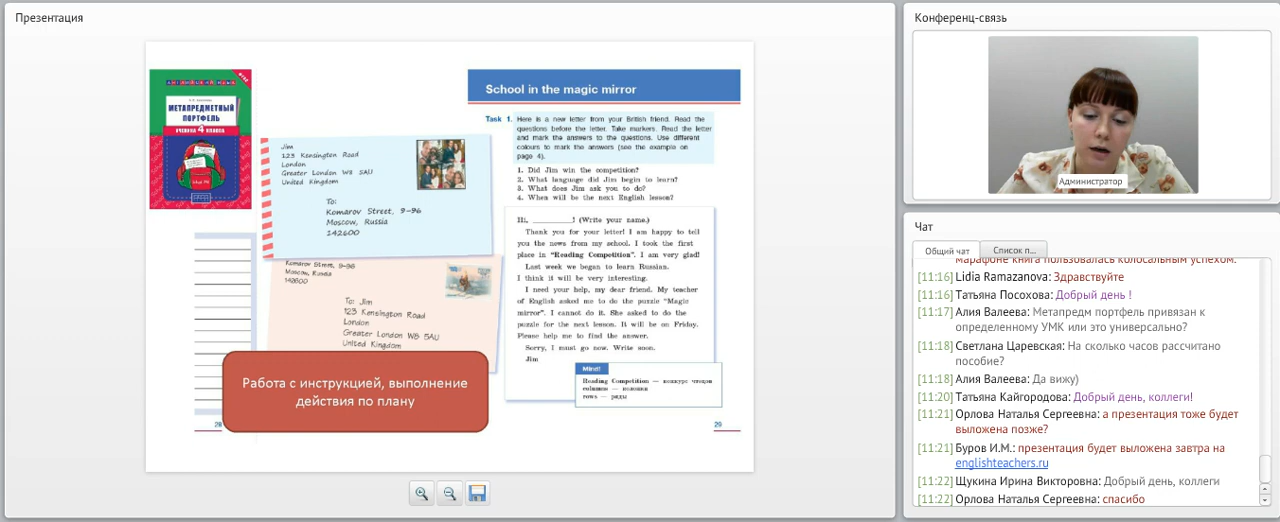 Презентация
АНГЛИЙСКИЙ ЯЗЫК
МЕТАПРЕДМЕТНЫЙ
ПОРТФЕЛЬ
УЧЕНИКА 4 КЛАССА
Jim
123 Kensington Road
London
Greater London W8 5AU
United Kingdom
To:
Komarov Street, 9-96
Moscow, Russia
142600
Komarov Street, 9-96
Moscow, Russia
142600
To: Jim
123 Kensington Road
London
Greater London W8 5AU
United Kingdom
Работа с инструкцией, выполнение
действия по плану
28
School in the magic mirror
Task 1. Here is a new letter from your British friend. Read the
questions before the letter. Take markers. Read the letter
and mark the answers to the questions. Use different
colours to mark the answers (see the example on
page 4).
1. Did Jim win the competition?
2. What language did Jim begin to learn?
3. What does Jim ask you to do?
4. When will be the next English lesson?
Hi, ________! (Write your name.)
Thank you for your letter! I am happy to tell
you the news from my school. I took the first
place in "Reading Competition". I am very glad!
Last week we began to learn Russian.
I think it will be very interesting.
I need your help, my dear friend. My teacher
of English asked me to do the puzzle "Magic
mirror". I cannot do it. She asked to do the
puzzle for the next lesson. It will be on Friday.
Please help me to find the answer.
Sorry, I must go now. Write soon.
Jim
Mind!
Reading Competition — конкурс чтецов
columns — колонки
rows — ряды
29
Конференц-связь
Администратор
Чат
Общий чат
Список п...
марафоне книга пользовалась колосальным успехом.
[11:16] Lidia Ramazanova: Здравствуйте
[11:16] Татьяна Посохова: Добрый день !
[11:17] Алия Валеева: Метапредм портфель привязан к
определенному УМК или это универсально?
[11:18] Светлана Царевская: На сколько часов рассчитано
пособие?
[11:18] Алия Валеева: Да вижу)
[11:20] Татьяна Кайгородова: Добрый день, коллеги!
[11:21] Орлова Наталья Сергеевна: а презентация тоже будет
выложена позже?
[11:21] Буров И.М.: презентация будет выложена завтра на
englishteachers.ru
[11:22] Щукина Ирина Викторовна: Добрый день, коллеги
[11:22] Орлова Наталья Сергеевна: спасибо